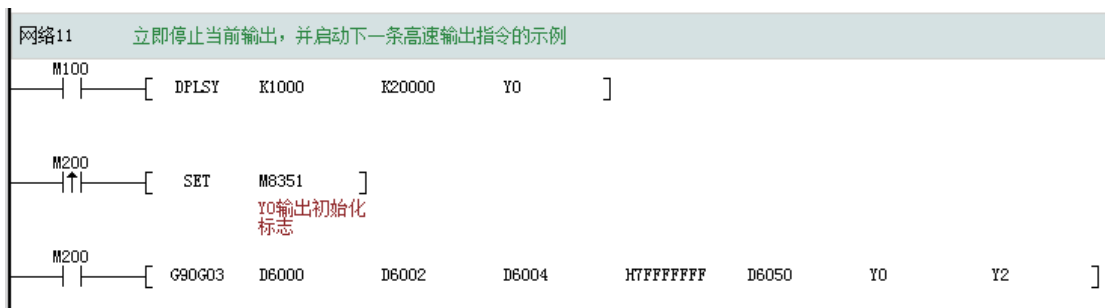 网络11 立即停止当前输出，并启动下一条高速输出指令的示例
M100
DPLSY K1000 K20000 Y0
M200
SET M8351
Y0输出初始化
标志
M200
G90G03 D6000 D6002 D6004 H7FFFFFFF D6050 Y0 Y2